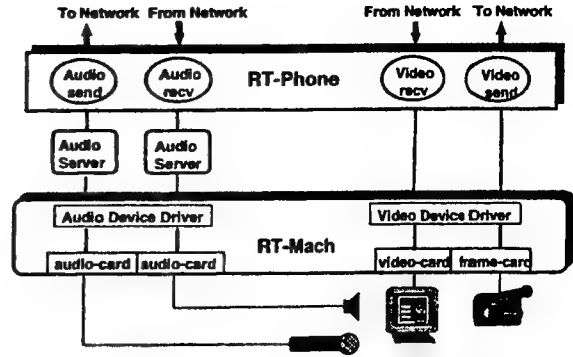 To Network From Network From Network To Network
Audio send Audio recv RT-Phone Video recv Video send
Audio Server Audio Server
Audio Device Driver Video Device Driver
RT-Mach
audio-card audio-card video-card frame-card